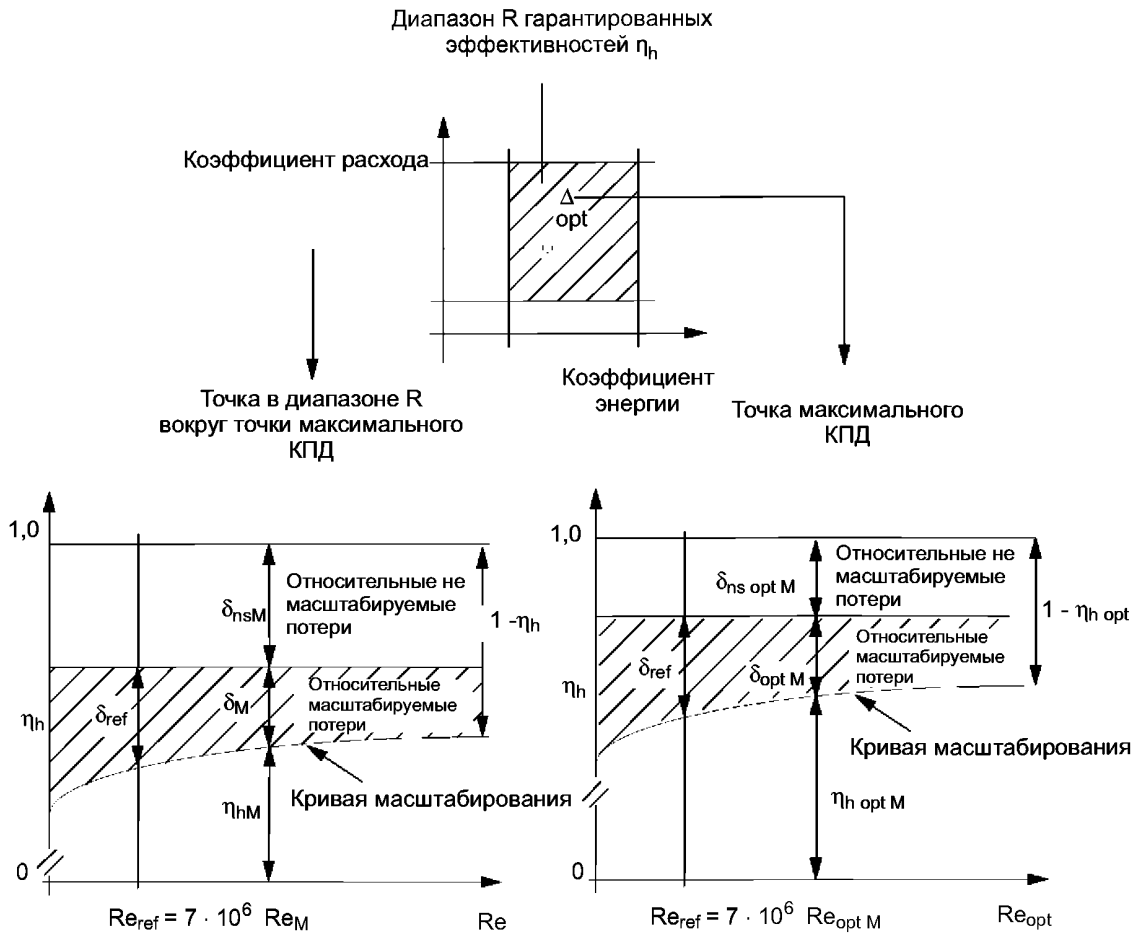 Диапазон R гарантированных
эффективностей ηh
Коэффициент расхода
Δ
opt
Коэффициент
энергии
Точка в диапазоне R
вокруг точки максимального
КПД
Точка максимального
КПД
1,0
δnsM
Относительные не
масштабируемые
потери
1 -ηh
ηh
δref
δM
Относительные
масштабируемые
потери
Кривая масштабирования
ηhM
0
Reref = 7 · 10⁶ ReM Re
1,0
δns opt M
Относительные не
масштабируемые
потери
1 - ηh opt
ηh
δref
δopt M
Относительные
масштабируемые
потери
Кривая масштабирования
ηh opt M
0
Reref = 7 · 10⁶ Reopt M Reopt